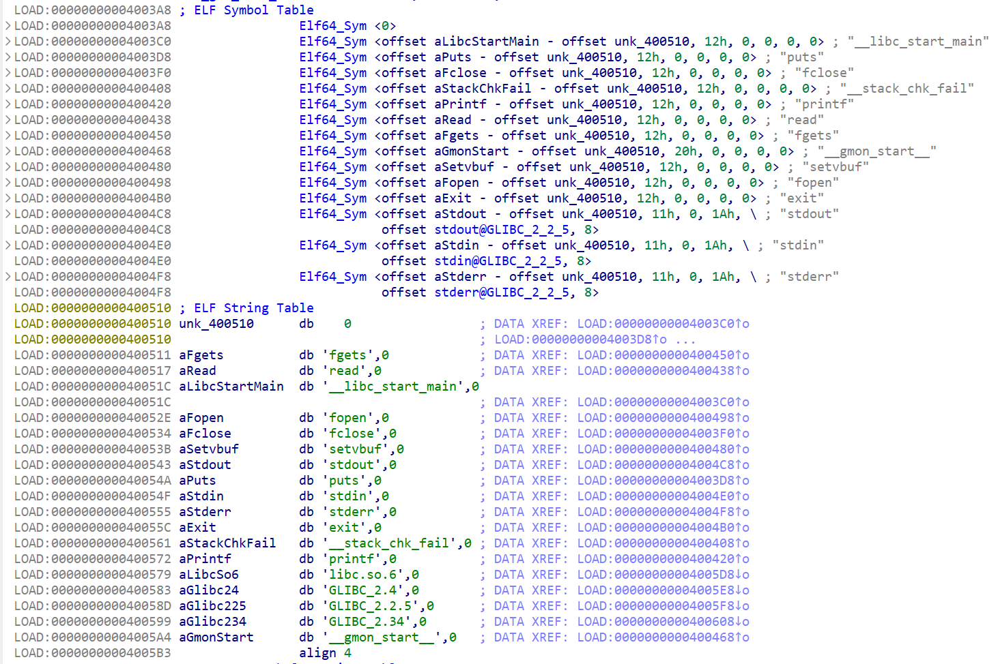 LOAD:00000000004003A8 ; ELF Symbol Table
LOAD:00000000004003A8 Elf64_Sym <0>
LOAD:00000000004003C0 Elf64_Sym <offset aLibcStartMain - offset unk_400510, 12h, 0, 0, 0, 0> ; "__libc_start_main"
LOAD:00000000004003D8 Elf64_Sym <offset aPuts - offset unk_400510, 12h, 0, 0, 0, 0> ; "puts"
LOAD:00000000004003F0 Elf64_Sym <offset aFclose - offset unk_400510, 12h, 0, 0, 0, 0> ; "fclose"
LOAD:0000000000400408 Elf64_Sym <offset aStackChkFail - offset unk_400510, 12h, 0, 0, 0, 0> ; "__stack_chk_fail"
LOAD:0000000000400420 Elf64_Sym <offset aPrintf - offset unk_400510, 12h, 0, 0, 0, 0> ; "printf"
LOAD:0000000000400438 Elf64_Sym <offset aRead - offset unk_400510, 12h, 0, 0, 0, 0> ; "read"
LOAD:0000000000400450 Elf64_Sym <offset aFgets - offset unk_400510, 12h, 0, 0, 0, 0> ; "fgets"
LOAD:0000000000400468 Elf64_Sym <offset aGmonStart - offset unk_400510, 20h, 0, 0, 0, 0> ; "__gmon_start__"
LOAD:0000000000400480 Elf64_Sym <offset aSetvbuf - offset unk_400510, 12h, 0, 0, 0, 0> ; "setvbuf"
LOAD:0000000000400498 Elf64_Sym <offset aFopen - offset unk_400510, 12h, 0, 0, 0, 0> ; "fopen"
LOAD:00000000004004B0 Elf64_Sym <offset aExit - offset unk_400510, 12h, 0, 0, 0, 0> ; "exit"
LOAD:00000000004004C8 Elf64_Sym <offset aStdout - offset unk_400510, 11h, 0, 1Ah, \ ; "stdout"
LOAD:00000000004004C8 offset stdout@GLIBC_2_2_5, 8>
LOAD:00000000004004E0 Elf64_Sym <offset aStdin - offset unk_400510, 11h, 0, 1Ah, \ ; "stdin"
LOAD:00000000004004E0 offset stdin@GLIBC_2_2_5, 8>
LOAD:00000000004004F8 Elf64_Sym <offset aStderr - offset unk_400510, 11h, 0, 1Ah, \ ; "stderr"
LOAD:00000000004004F8 offset stderr@GLIBC_2_2_5, 8>
LOAD:0000000000400510 ; ELF String Table
LOAD:0000000000400510 unk_400510 db 0 ; DATA XREF: LOAD:00000000004003C0↑o
LOAD:0000000000400510 ; LOAD:00000000004003D8↑o ...
LOAD:0000000000400511 aFgets db 'fgets',0 ; DATA XREF: LOAD:0000000000400450↑o
LOAD:0000000000400517 aRead db 'read',0 ; DATA XREF: LOAD:0000000000400438↑o
LOAD:000000000040051C aLibcStartMain db '__libc_start_main',0
LOAD:000000000040051C ; DATA XREF: LOAD:00000000004003C0↑o
LOAD:000000000040052E aFopen db 'fopen',0 ; DATA XREF: LOAD:0000000000400498↑o
LOAD:0000000000400534 aFclose db 'fclose',0 ; DATA XREF: LOAD:00000000004003F0↑o
LOAD:000000000040053B aSetvbuf db 'setvbuf',0 ; DATA XREF: LOAD:0000000000400480↑o
LOAD:0000000000400543 aStdout db 'stdout',0 ; DATA XREF: LOAD:00000000004004C8↑o
LOAD:000000000040054A aPuts db 'puts',0 ; DATA XREF: LOAD:00000000004003D8↑o
LOAD:000000000040054F aStdin db 'stdin',0 ; DATA XREF: LOAD:00000000004004E0↑o
LOAD:0000000000400555 aStderr db 'stderr',0 ; DATA XREF: LOAD:00000000004004F8↑o
LOAD:000000000040055C aExit db 'exit',0 ; DATA XREF: LOAD:00000000004004B0↑o
LOAD:0000000000400561 aStackChkFail db '__stack_chk_fail',0 ; DATA XREF: LOAD:0000000000400408↑o
LOAD:0000000000400572 aPrintf db 'printf',0 ; DATA XREF: LOAD:0000000000400420↑o
LOAD:0000000000400579 aLibcSo6 db 'libc.so.6',0 ; DATA XREF: LOAD:00000000004005D8↓o
LOAD:0000000000400583 aGlibc24 db 'GLIBC_2.4',0 ; DATA XREF: LOAD:00000000004005E8↓o
LOAD:000000000040058D aGlibc225 db 'GLIBC_2.2.5',0 ; DATA XREF: LOAD:00000000004005F8↓o
LOAD:0000000000400599 aGlibc234 db 'GLIBC_2.34',0 ; DATA XREF: LOAD:0000000000400608↓o
LOAD:00000000004005A4 aGmonStart db '__gmon_start__',0 ; DATA XREF: LOAD:0000000000400468↑o
LOAD:00000000004005B3 align 4